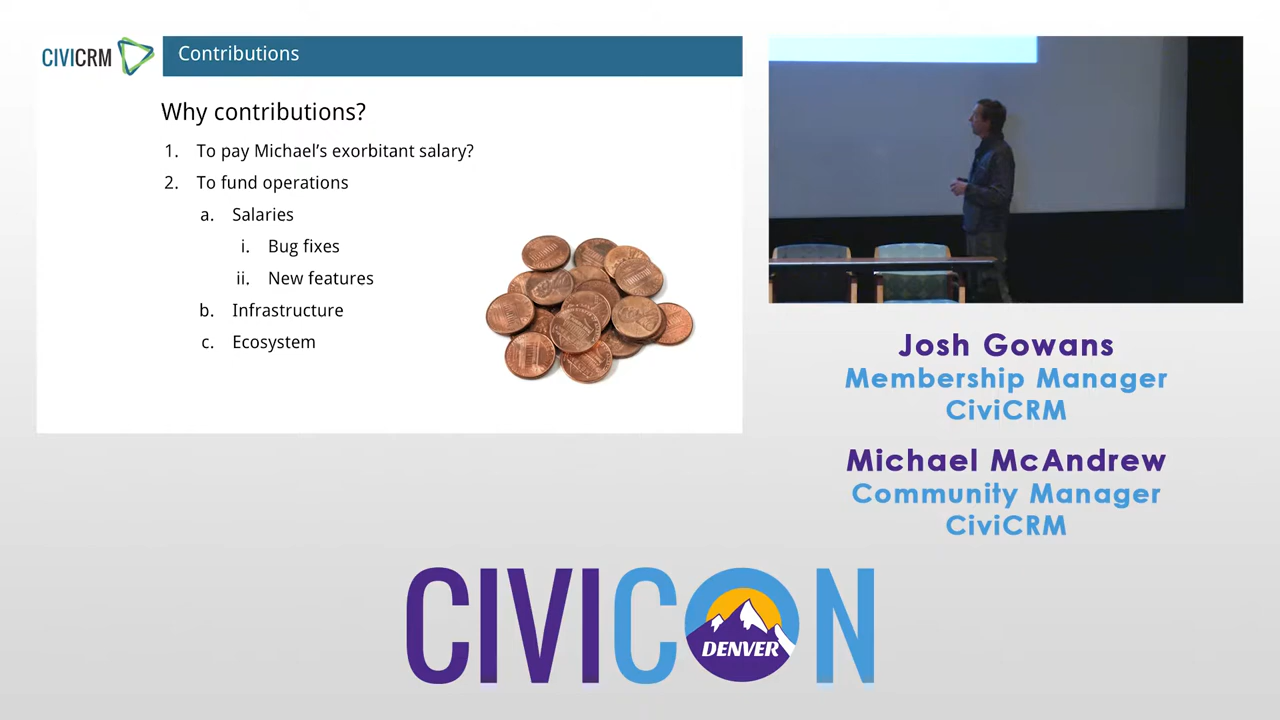 CIVICRM
Contributions
Why contributions?
1. To pay Michael's exorbitant salary?
2. To fund operations
a. Salaries
i. Bug fixes
ii. New features
b. Infrastructure
c. Ecosystem
Josh Gowans
Membership Manager
CiviCRM
Michael McAndrew
Community Manager
CiviCRM
CIVICON
DENVER